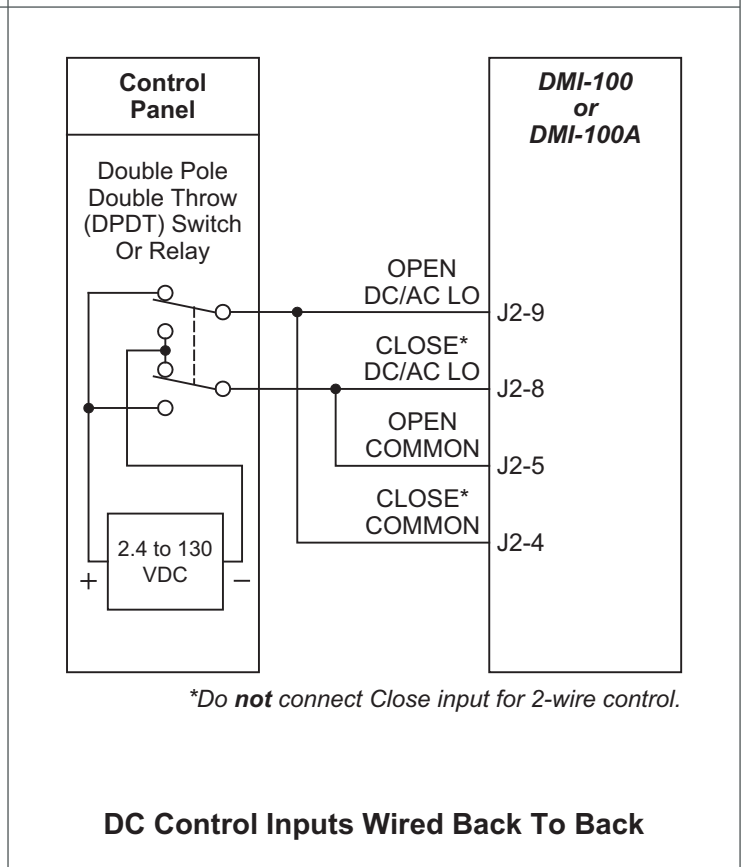 Control
Panel
DMI-100
or
DMI-100A
Double Pole
Double Throw
(DPDT) Switch
Or Relay
OPEN
DC/AC LO
J2-9
CLOSE*
DC/AC LO
J2-8
OPEN
COMMON
J2-5
CLOSE*
COMMON
J2-4
2.4 to 130
VDC
+
−
*Do not connect Close input for 2-wire control.
DC Control Inputs Wired Back To Back